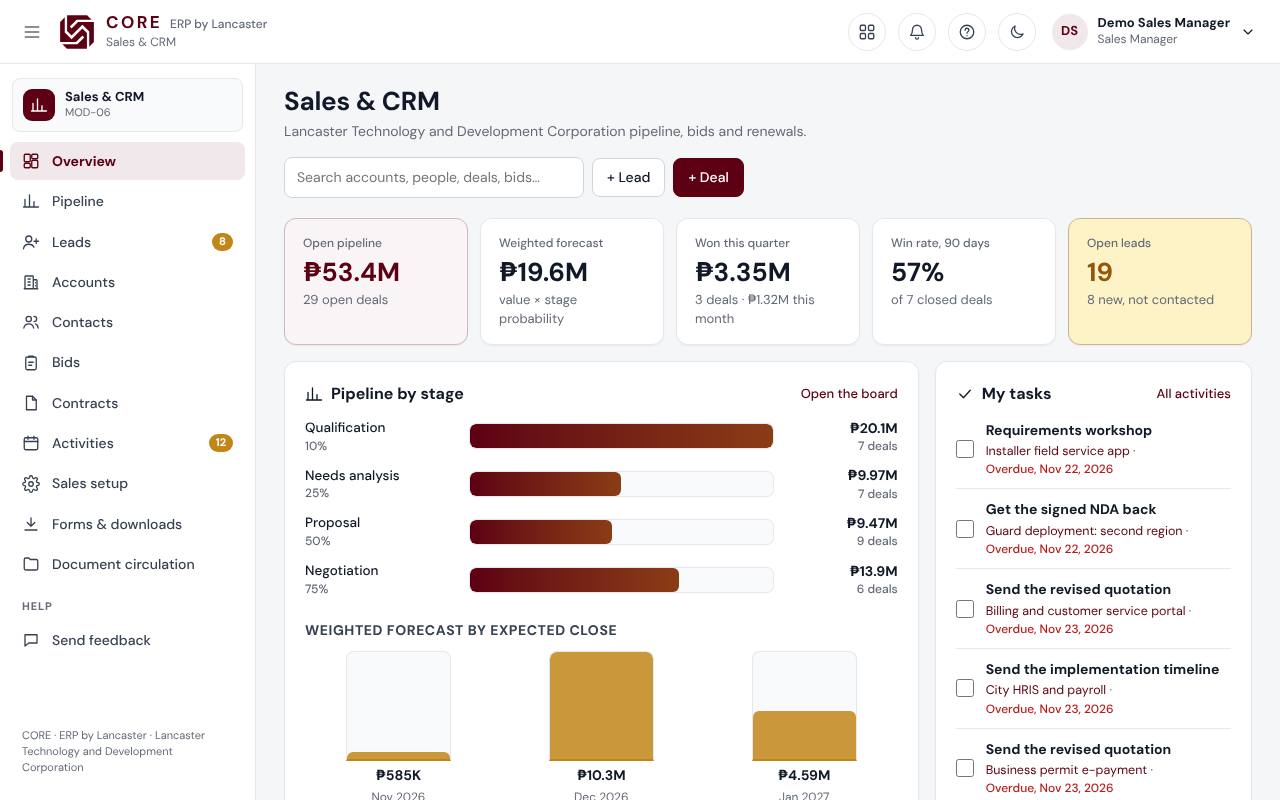 CORE ERP by Lancaster
Sales & CRM
DS
Demo Sales Manager
Sales Manager
Sales & CRM
MOD-06
Overview
Pipeline
Leads 8
Accounts
Contacts
Bids
Contracts
Activities 12
Sales setup
Forms & downloads
Document circulation
HELP
Send feedback
CORE · ERP by Lancaster · Lancaster
Technology and Development
Corporation
Sales & CRM
Lancaster Technology and Development Corporation pipeline, bids and renewals.
Search accounts, people, deals, bids...
+ Lead
+ Deal
Open pipeline
₱53.4M
29 open deals
Weighted forecast
₱19.6M
value × stage
probability
Won this quarter
₱3.35M
3 deals · ₱1.32M this
month
Win rate, 90 days
57%
of 7 closed deals
Open leads
19
8 new, not contacted
Pipeline by stage
Open the board
Qualification
10%
₱20.1M
7 deals
Needs analysis
25%
₱9.97M
7 deals
Proposal
50%
₱9.47M
9 deals
Negotiation
75%
₱13.9M
6 deals
WEIGHTED FORECAST BY EXPECTED CLOSE
₱585K
Nov 2026
₱10.3M
Dec 2026
₱4.59M
Jan 2027
My tasks
All activities
Requirements workshop
Installer field service app ·
Overdue, Nov 22, 2026
Get the signed NDA back
Guard deployment: second region ·
Overdue, Nov 22, 2026
Send the revised quotation
Billing and customer service portal ·
Overdue, Nov 23, 2026
Send the implementation timeline
City HRIS and payroll ·
Overdue, Nov 23, 2026
Send the revised quotation
Business permit e-payment ·
Overdue, Nov 23, 2026